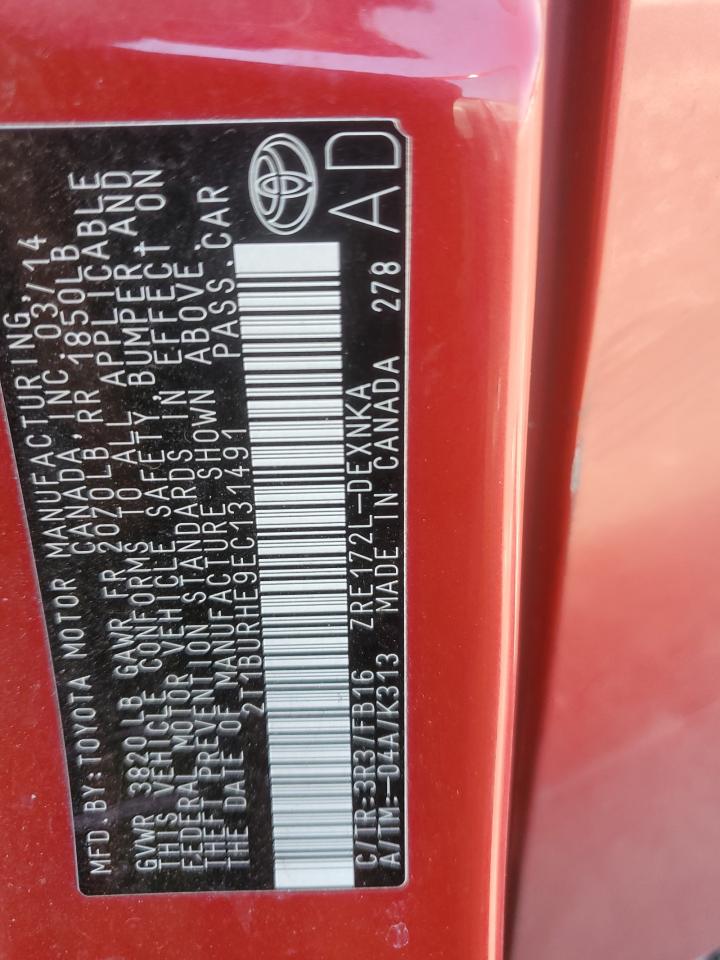 MFD.BY:TOYOTA MOTOR MANUFACTURING,
CANADA, INC. 03/14
GVWR 3820LB GAWR FR 2070LB RR 1850LB
THIS VEHICLE CONFORMS TO ALL APPLICABLE
FEDERAL MOTOR VEHICLE SAFETY, BUMPER, AND
THEFT PREVENTION STANDARDS IN EFFECT ON
THE DATE OF MANUFACTURE SHOWN ABOVE.
2T1BURHE9EC131491 PASS.CAR
C/TR:3R3/FB16 ZRE172L-DEXNKA
A/TM:-04A/K313 MADE IN CANADA 278
AD